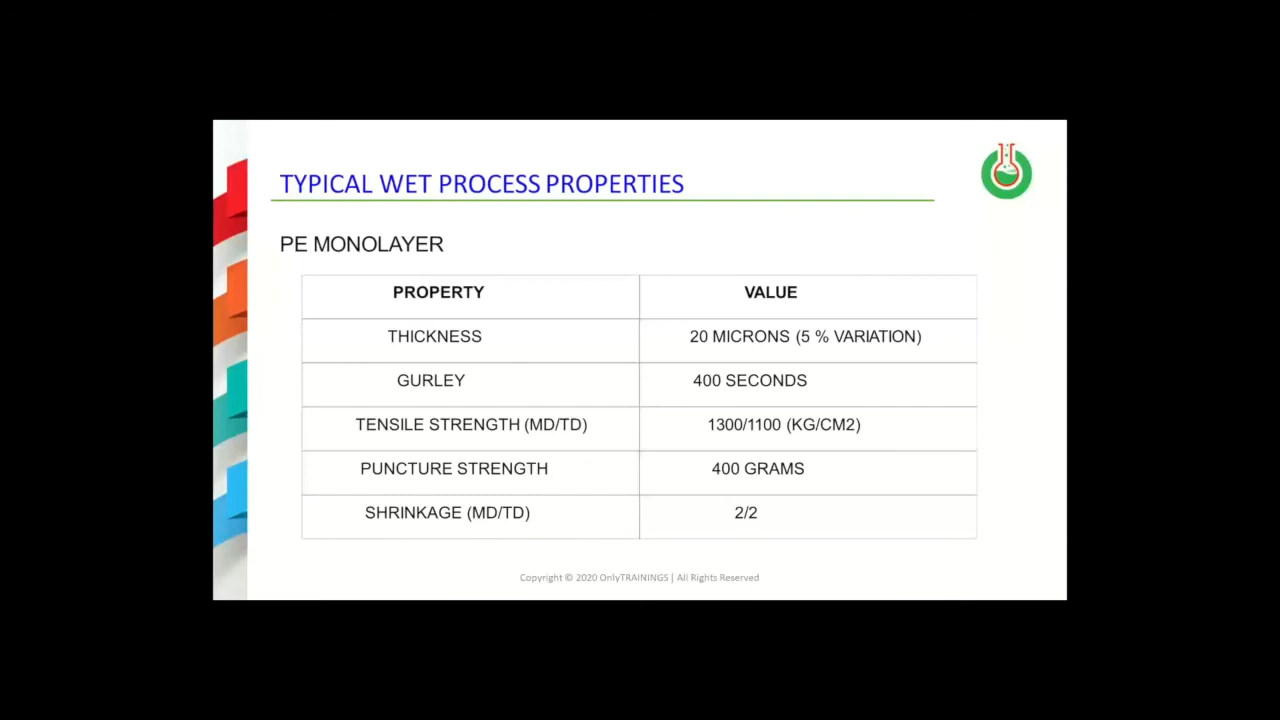 TYPICAL WET PROCESS PROPERTIES
PE MONOLAYER
PROPERTY VALUE
THICKNESS 20 MICRONS (5 % VARIATION)
GURLEY 400 SECONDS
TENSILE STRENGTH (MD/TD) 1300/1100 (KG/CM2)
PUNCTURE STRENGTH 400 GRAMS
SHRINKAGE (MD/TD) 2/2
Copyright © 2020 OnlyTRAININGS | All Rights Reserved